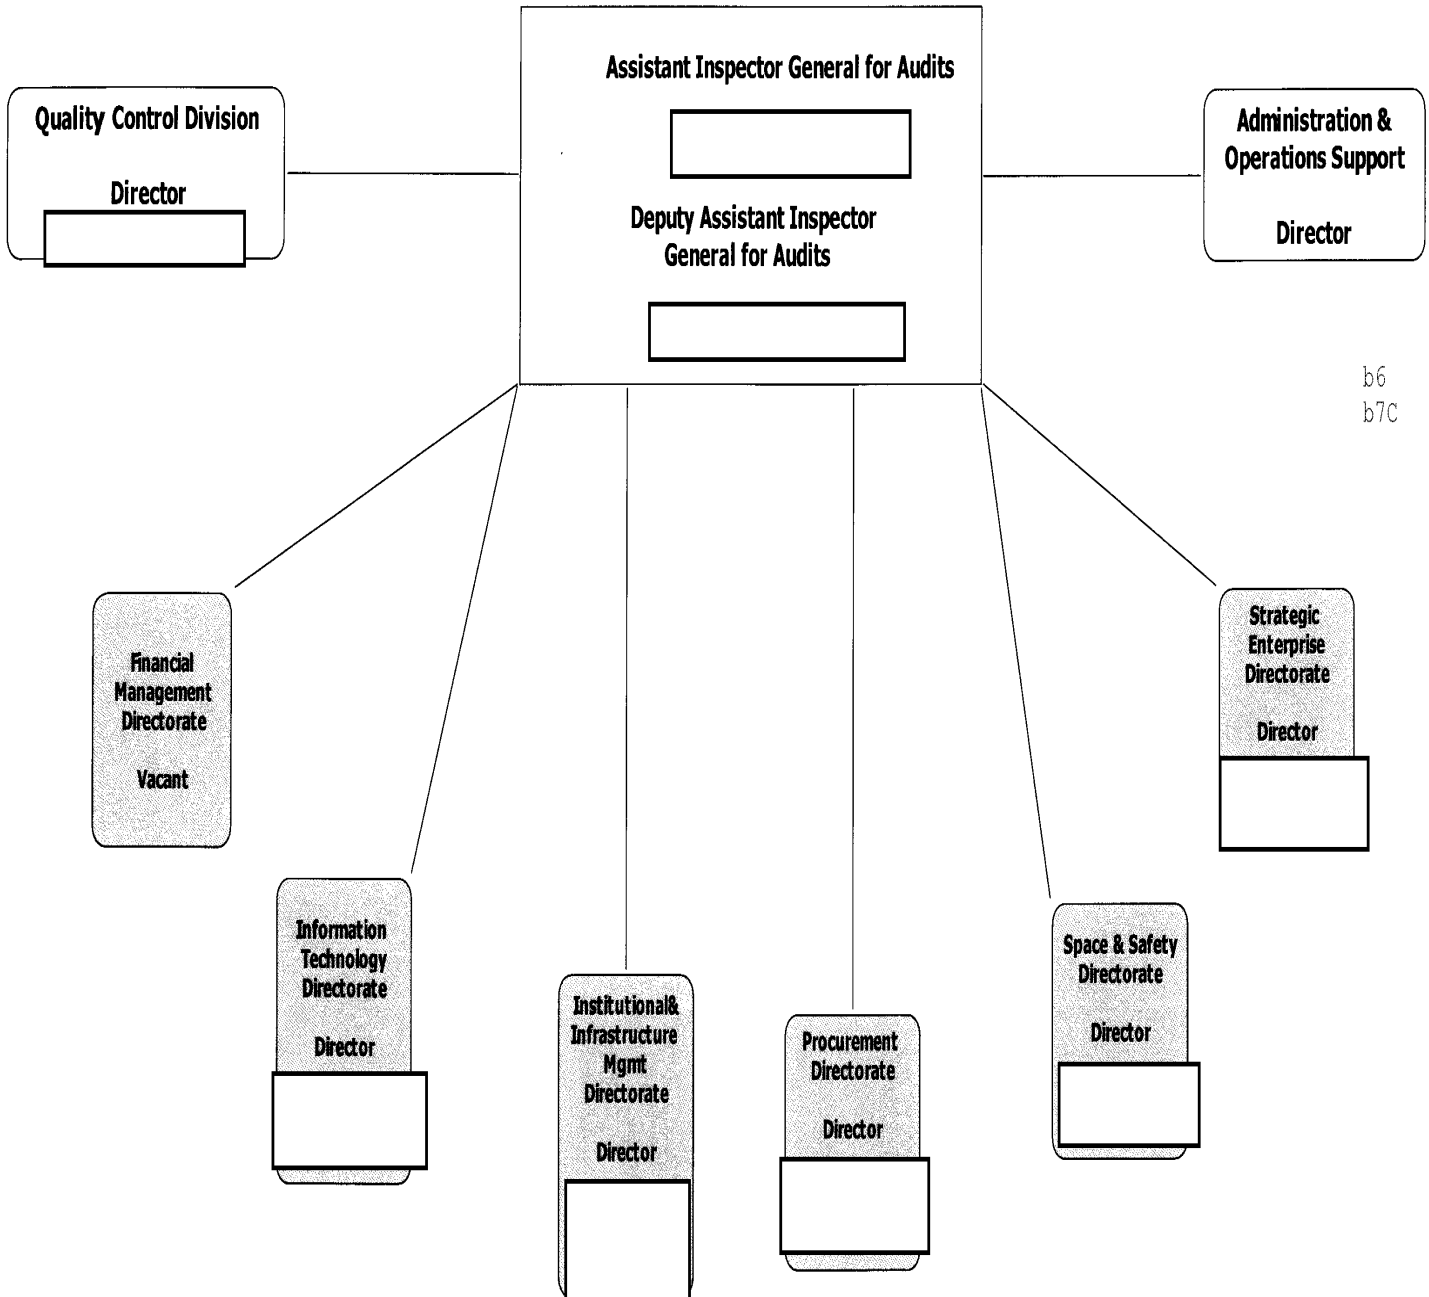 Assistant Inspector General for Audits
Deputy Assistant Inspector
General for Audits
Quality Control Division
Director
Administration &
Operations Support
Director
b6
b7C
Financial
Management
Directorate
Vacant
Information
Technology
Directorate
Director
Institutional&
Infrastructure
Mgmt
Directorate
Director
Procurement
Directorate
Director
Space & Safety
Directorate
Director
Strategic
Enterprise
Directorate
Director